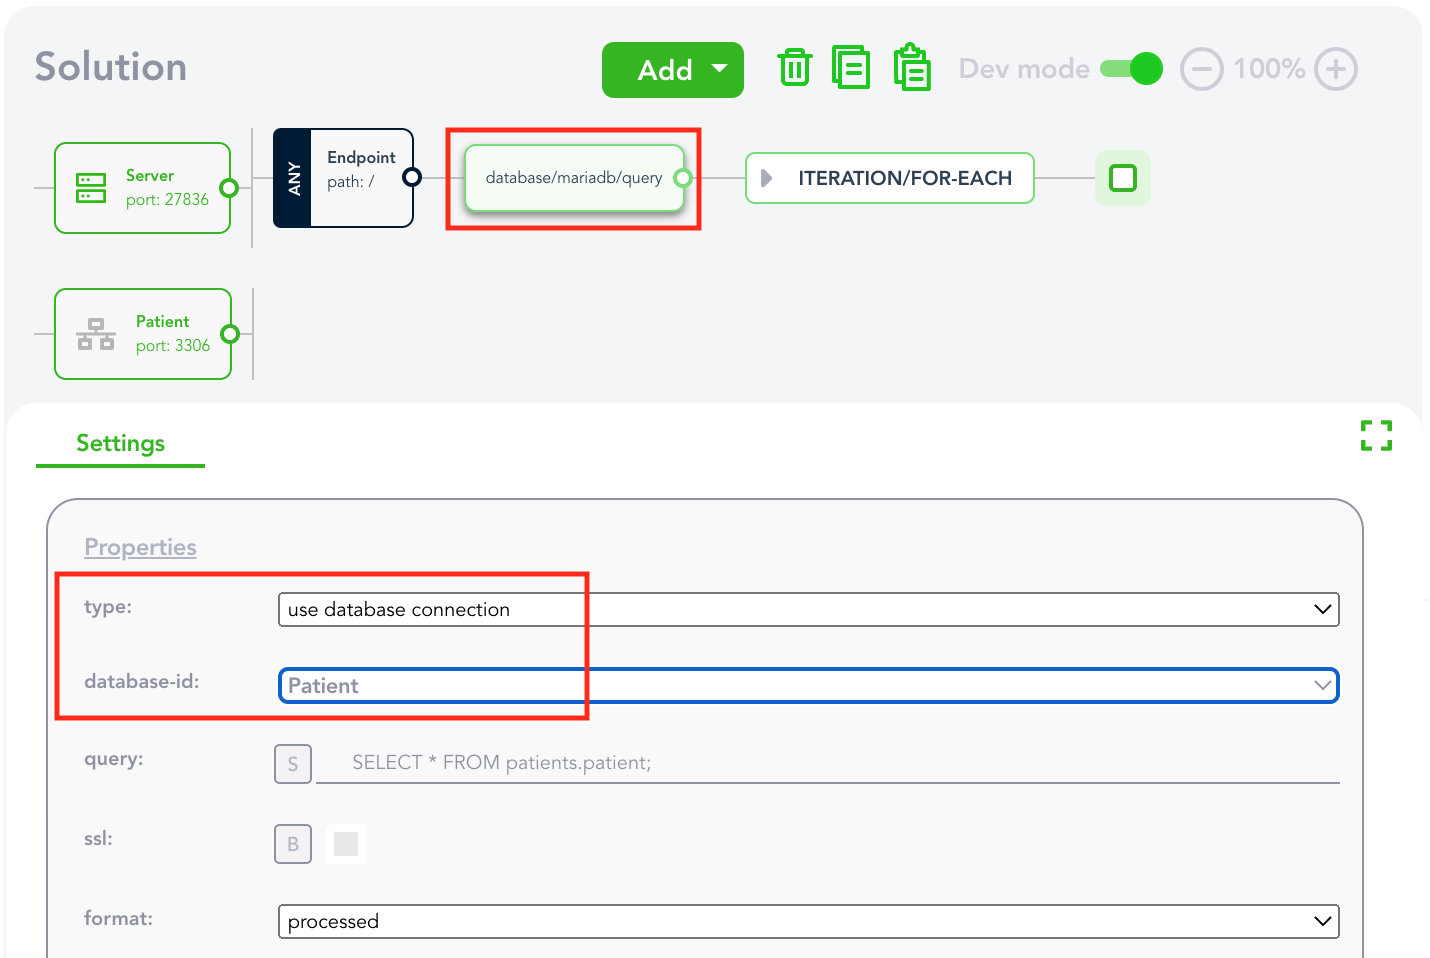 Solution
Add
Dev mode
100%
Server
port: 27836
ANY
Endpoint
path: /
database/mariadb/query
ITERATION/FOR-EACH
Patient
port: 3306
Settings
Properties
type:
use database connection
database-id:
Patient
query:
S
SELECT * FROM patients.patient;
ssl:
B
format:
processed